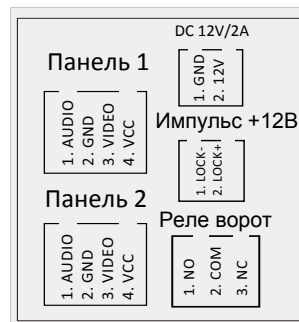 DC 12V/2A
Панель 1
1. GND
2. 12V
1. AUDIO
2. GND
3. VIDEO
4. VCC
Импульс +12В
1. LOCK-
2. LOCK+
Панель 2
Реле ворот
1. AUDIO
2. GND
3. VIDEO
4. VCC
1. NO
2. COM
3. NC